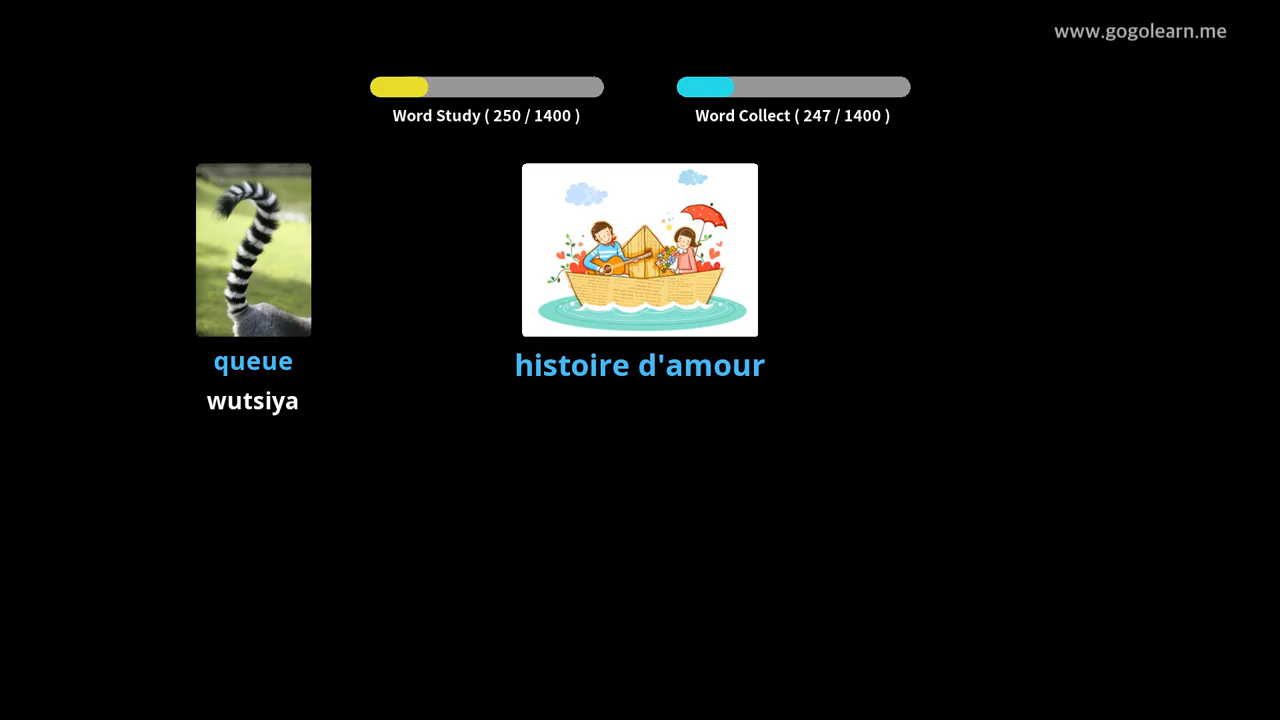 www.gogolearn.me
Word Study ( 250 / 1400 )
Word Collect ( 247 / 1400 )
queue
wutsiya
histoire d'amour